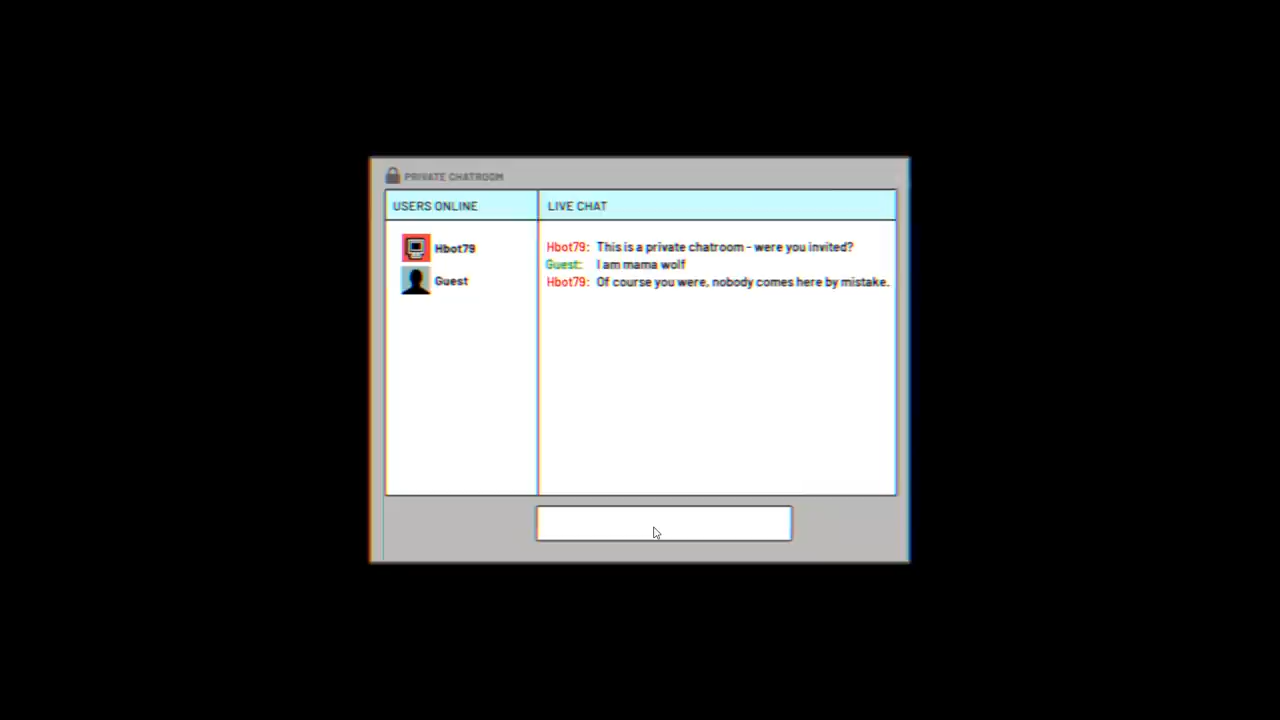 PRIVATE CHATROOM
USERS ONLINE
LIVE CHAT
Hbot79
Guest
Hbot79: This is a private chatroom - were you invited?
Guest: I am mama wolf
Hbot79: Of course you were, nobody comes here by mistake.